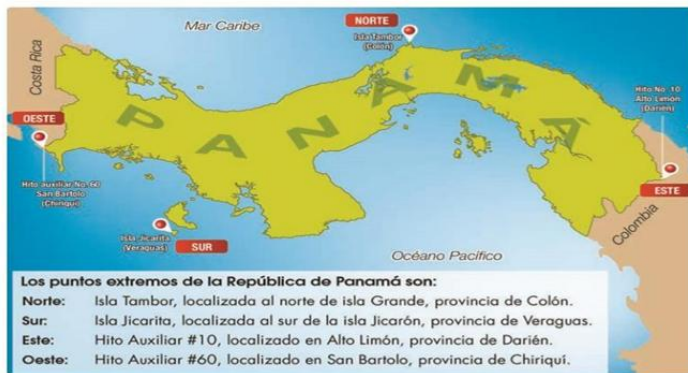 Mar Caribe
NORTE
Isla Tambor
(Colón)
Costa Rica
Hito No. 10
Alto Limón
(Darién)
OESTE
PANAMÁ
Hito auxiliar No. 60
San Bartolo
(Chiriquí)
ESTE
Isla Jicarita
(Veraguas)
SUR
Colombia
Océano Pacífico
Los puntos extremos de la República de Panamá son:
Norte: Isla Tambor, localizada al norte de isla Grande, provincia de Colón.
Sur: Isla Jicarita, localizada al sur de la isla Jicarón, provincia de Veraguas.
Este: Hito Auxiliar #10, localizado en Alto Limón, provincia de Darién.
Oeste: Hito Auxiliar #60, localizado en San Bartolo, provincia de Chiriquí.